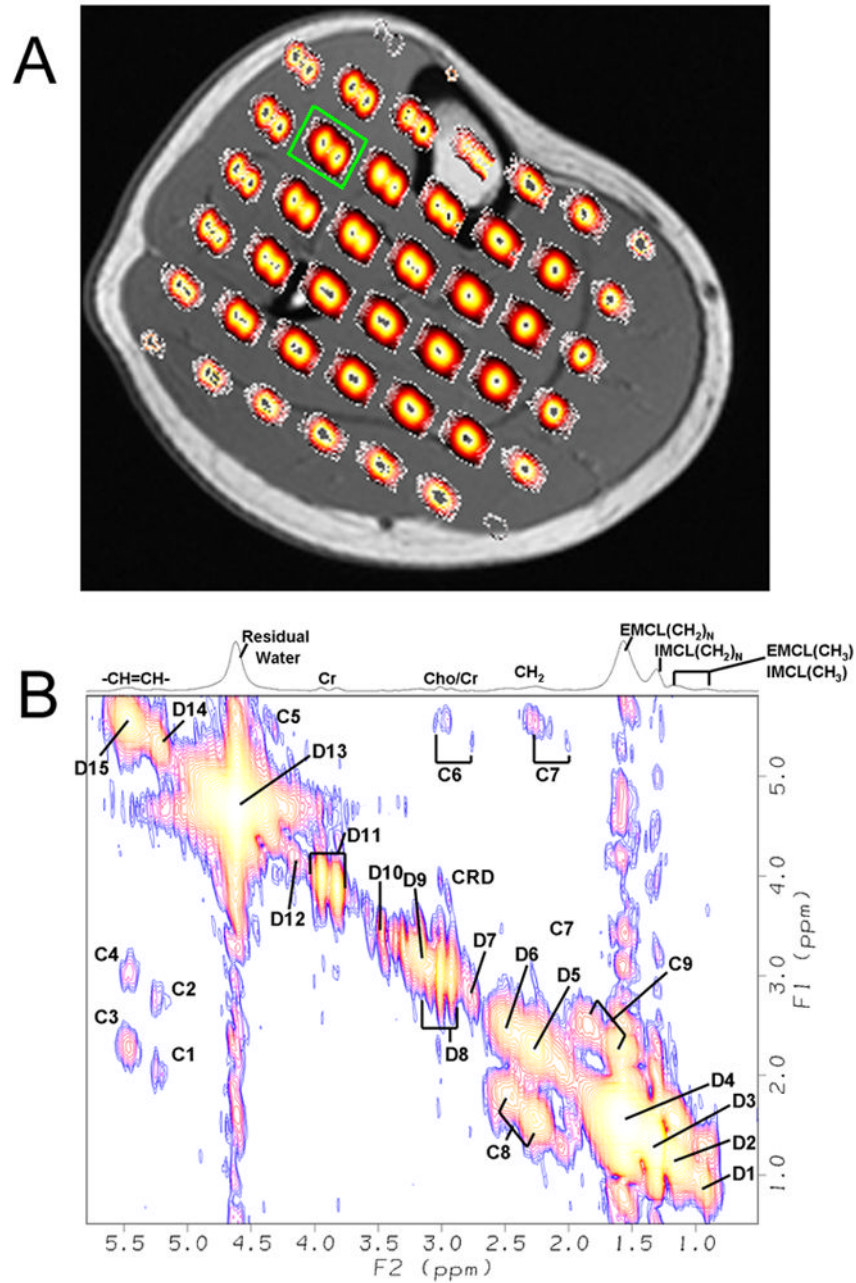 A
EMCL(CH2)N
Residual Water
IMCL(CH2)N
EMCL(CH3)
-CH=CH-
Cr
Cho/Cr
CH2
IMCL(CH3)
B
D14
C5
D15
D13
C6
C7
5.0
D11
4.0
D10
D9
CRD
D12
D7
D6
C7
C4
C2
D5
C9
3.0
F1 (ppm)
C3
D8
C1
2.0
D4
D3
C8
D2
D1
1.0
5.5 5.0 4.5 4.0 3.5 3.0 2.5 2.0 1.5 1.0
F2 (ppm)